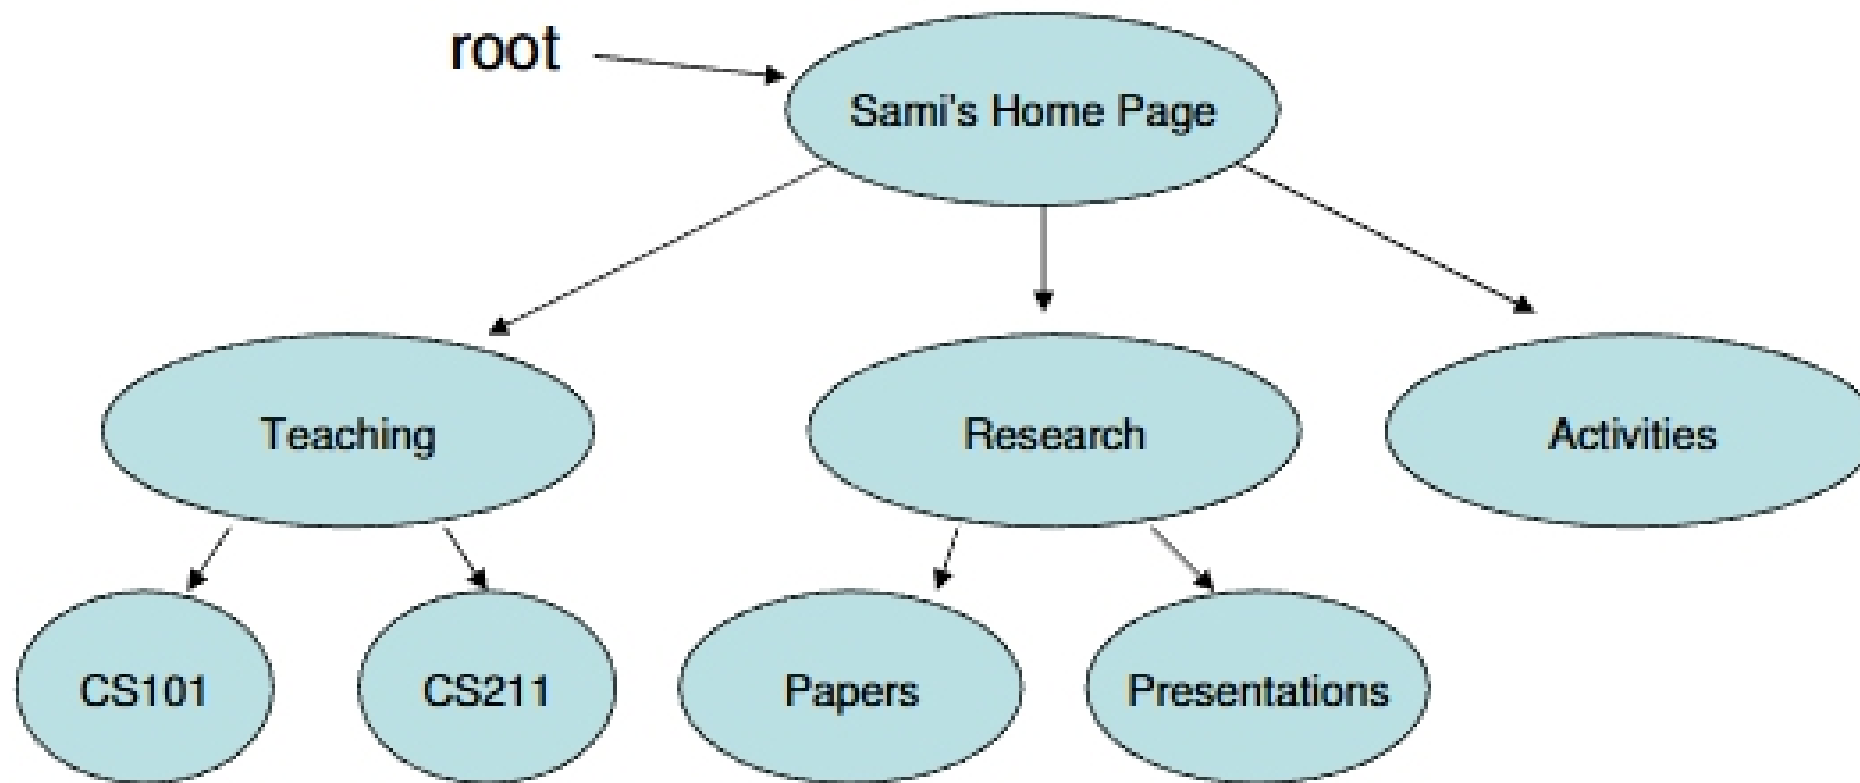 root
Sami's Home Page
Teaching
Research
Activities
CS101
CS211
Papers
Presentations